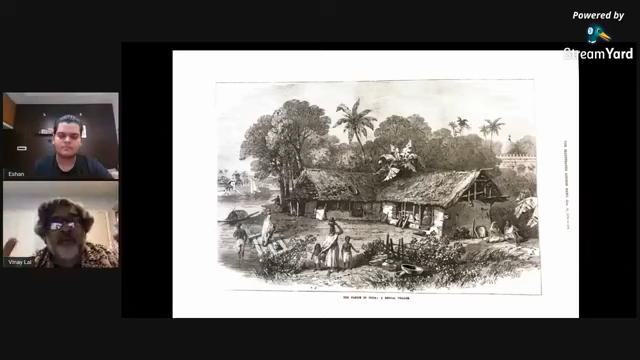 Powered by
StreamYard
Eshan
Vinay Lal
THE FAMINE IN INDIA: A BENGAL VILLAGE